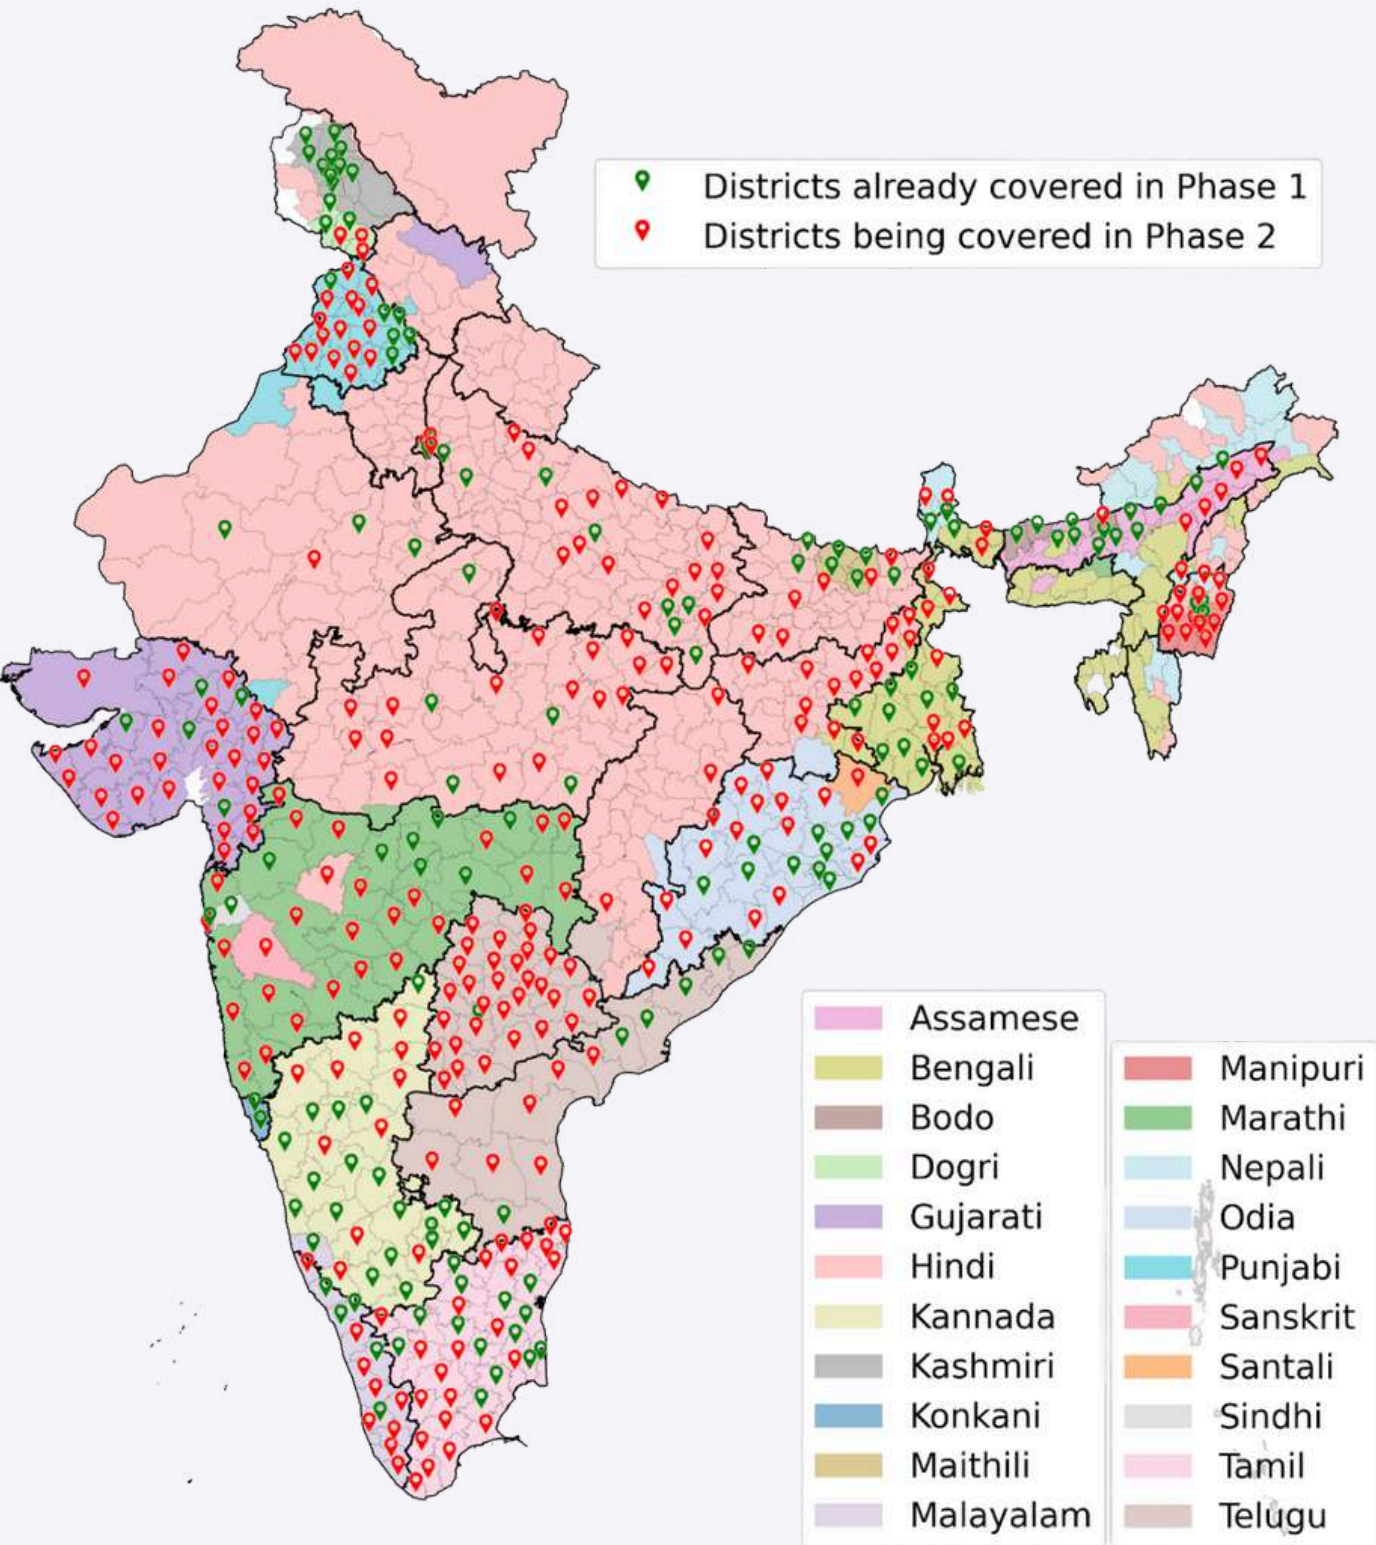 Districts already covered in Phase 1
Districts being covered in Phase 2
Assamese
Bengali
Bodo
Dogri
Gujarati
Hindi
Kannada
Kashmiri
Konkani
Maithili
Malayalam
Manipuri
Marathi
Nepali
Odia
Punjabi
Sanskrit
Santali
Sindhi
Tamil
Telugu